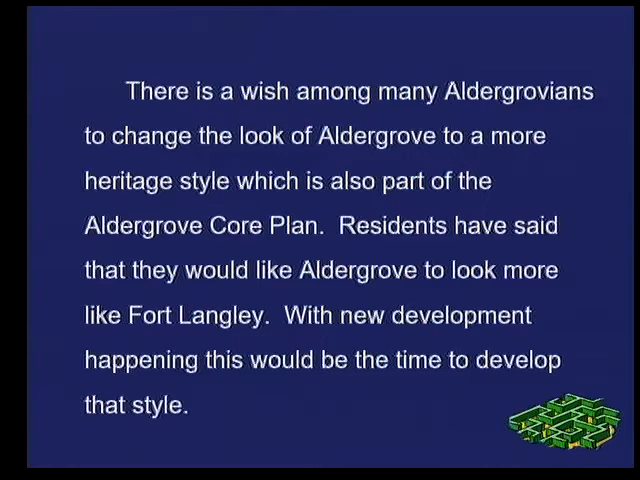 There is a wish among many Aldergrovians
to change the look of Aldergrove to a more
heritage style which is also part of the
Aldergrove Core Plan.  Residents have said
that they would like Aldergrove to look more
like Fort Langley.  With new development
happening this would be the time to develop
that style.